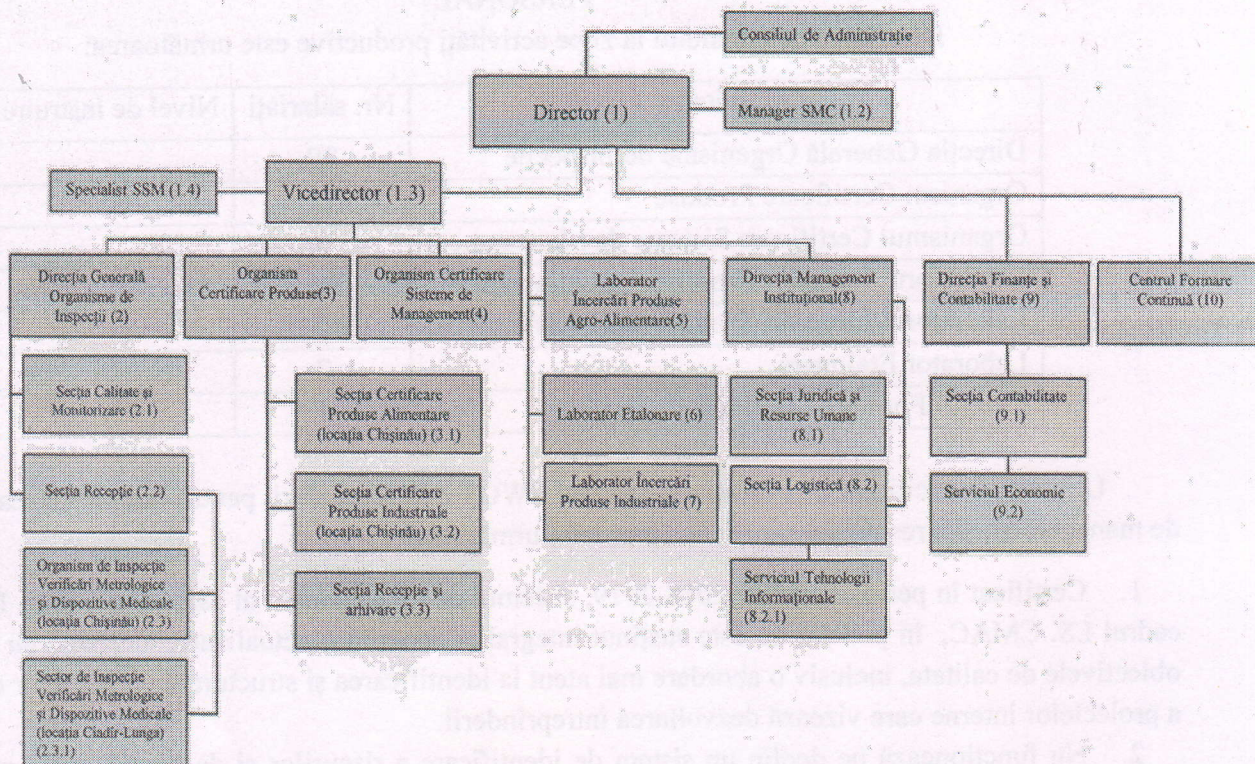 Consiliul de Administrație
Director (1)
Manager SMC (1.2)
Specialist SSM (1.4)
Vicedirector (1.3)
Direcția Generală
Organisme de
Inspecții (2)
Organism
Certificare Produse(3)
Organism Certificare
Sisteme de
Management(4)
Laborator
Încercări Produse
Agro-Alimentare(5)
Direcția Management
Instituțional(8)
Direcția Finanțe și
Contabilitate (9)
Centrul Formare
Continuă (10)
Secția Calitate și
Monitorizare (2.1)
Secția Certificare
Produse Alimentare
(locația Chișinău) (3.1)
Laborator Etalonare (6)
Secția Juridică și
Resurse Umane
(8.1)
Secția Contabilitate
(9.1)
Secția Recepție (2.2)
Secția Certificare
Produse Industriale
(locația Chișinău) (3.2)
Laborator Încercări
Produse Industriale (7)
Secția Logistică (8.2)
Serviciul Economic
(9.2)
Organism de Inspecție
Verificări Metrologice
și Dispozitive Medicale
(locația Chișinău) (2.3)
Secția Recepție și
arhivare (3.3)
Serviciul Tehnologii
Informaționale
(8.2.1)
Sector de Inspecție
Verificări Metrologice
și Dispozitive Medicale
(locația Ciadîr-Lunga)
(2.3.1)